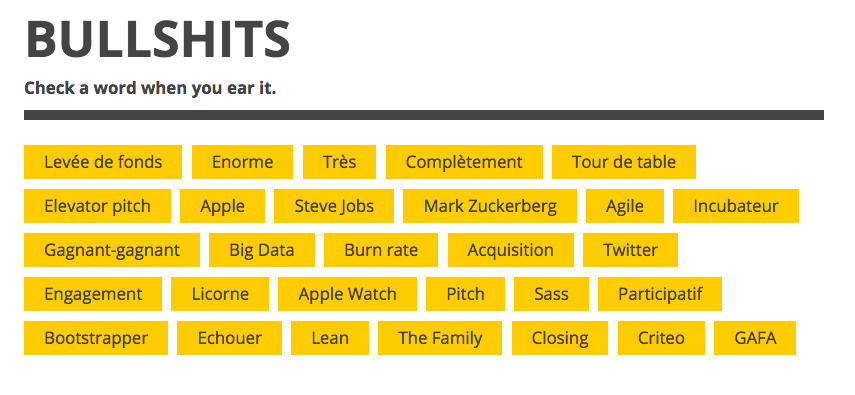 BULLSHITS
Check a word when you ear it.
Levée de fonds Enorme Très Complètement Tour de table
Elevator pitch Apple Steve Jobs Mark Zuckerberg Agile Incubateur
Gagnant-gagnant Big Data Burn rate Acquisition Twitter
Engagement Licorne Apple Watch Pitch Sass Participatif
Bootstrapper Echouer Lean The Family Closing Criteo GAFA